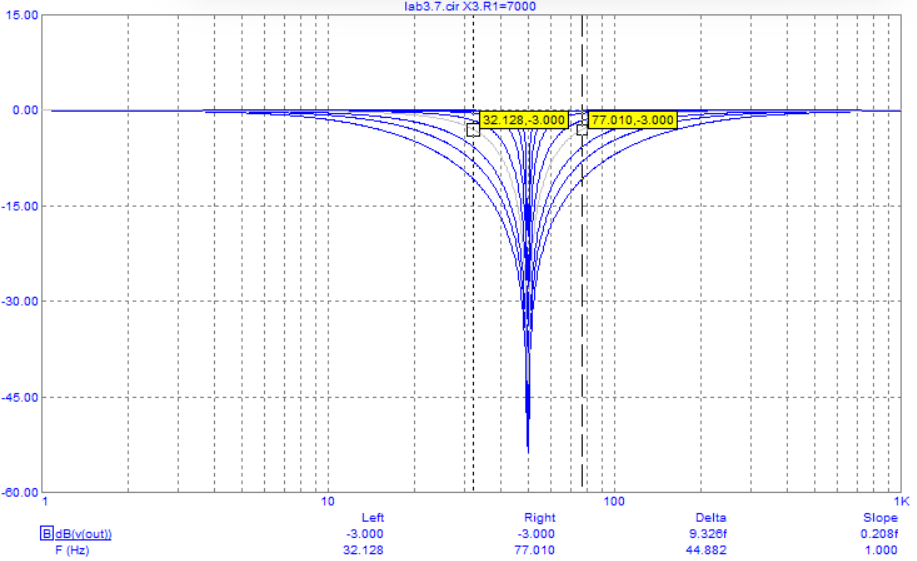 lab3.7.cir X3.R1=7000
15.00
0.00
32.128,-3.000 77.010,-3.000
-15.00
-30.00
-45.00
-60.00
1 10 100 1K
Left Right Delta Slope
B dB(v(out)) -3.000 -3.000 9.326f 0.208f
F (Hz) 32.128 77.010 44.882 1.000